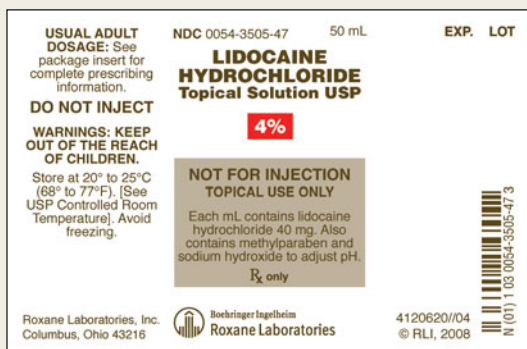 USUAL ADULT
DOSAGE: See
package insert for
complete prescribing
information.
DO NOT INJECT
WARNINGS: KEEP
OUT OF THE REACH
OF CHILDREN.
Store at 20° to 25°C
(68° to 77°F). [See
USP Controlled Room
Temperature]. Avoid
freezing.
Roxane Laboratories, Inc.
Columbus, Ohio 43216
NDC 0054-3505-47 50 mL
LIDOCAINE
HYDROCHLORIDE
Topical Solution USP
4%
NOT FOR INJECTION
TOPICAL USE ONLY
Each mL contains lidocaine
hydrochloride 40 mg. Also
contains methylparaben and
sodium hydroxide to adjust pH.
Rx only
Boehringer Ingelheim
Roxane Laboratories
EXP. LOT
4120620//04
© RLI, 2008
N (01) 1 03 0054-3505-47 3